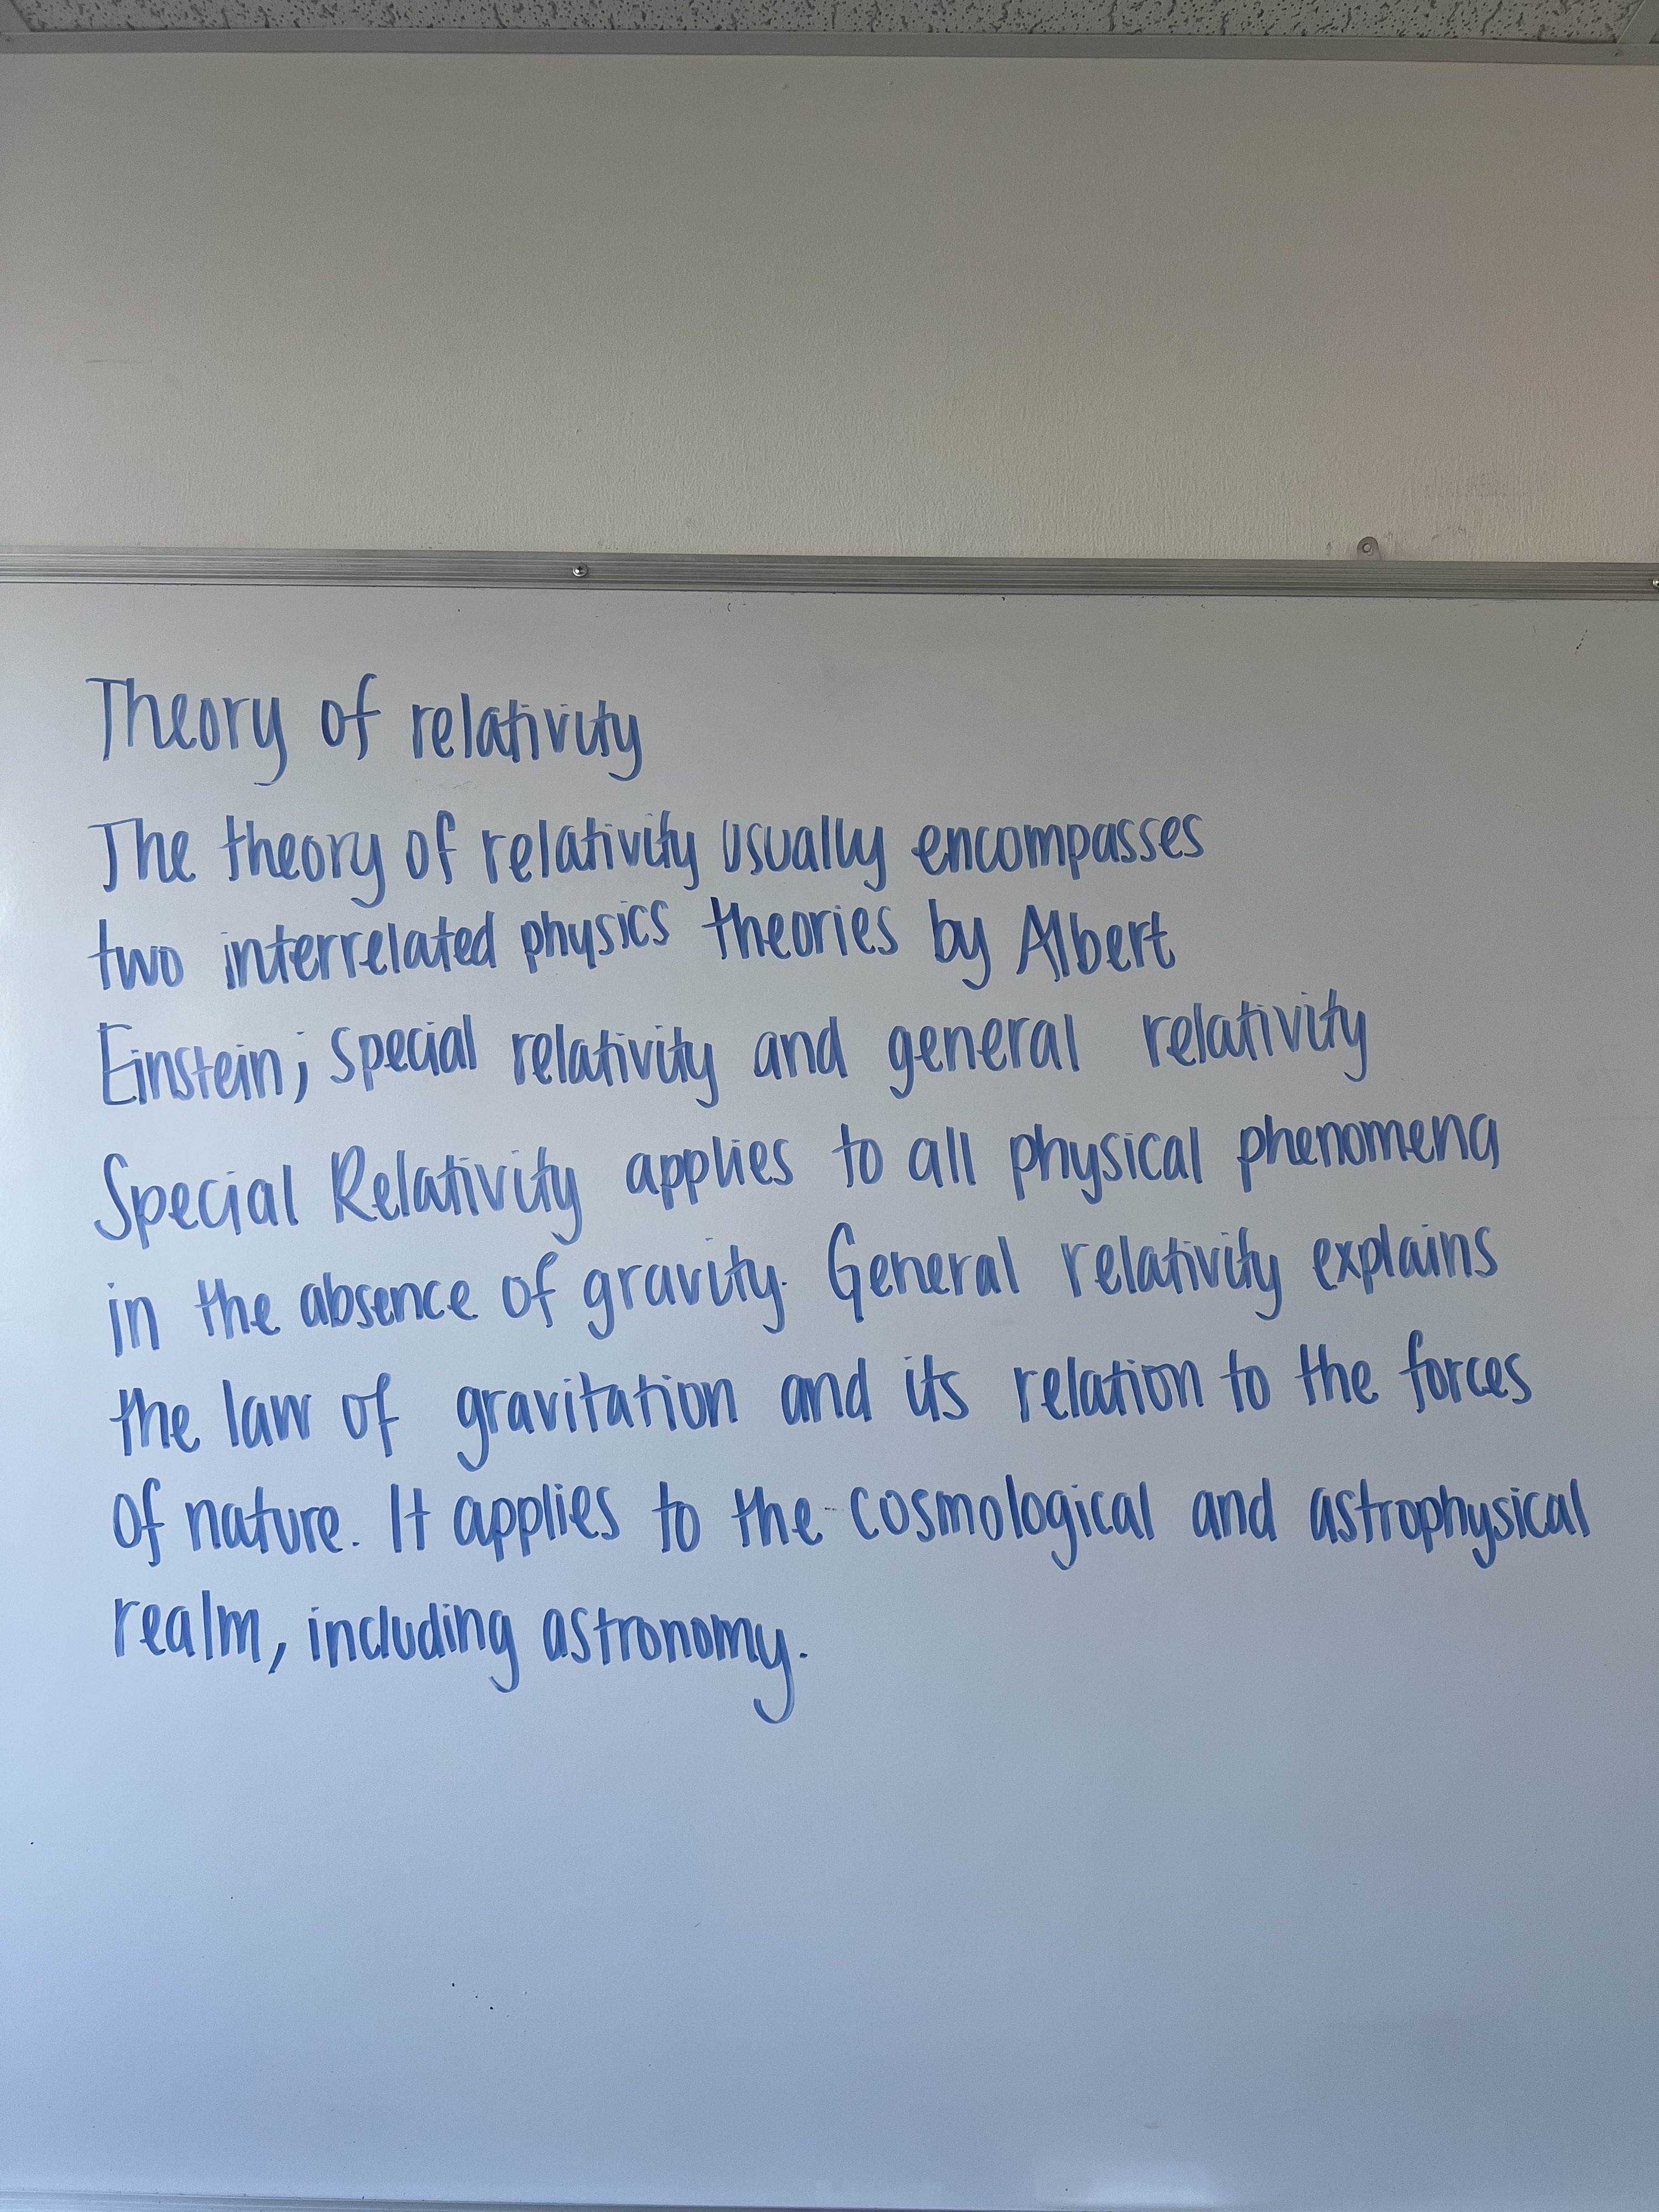 Theory of relativity
The theory of relativity usually encompasses
two interrelated physics theories by Albert
Einstein; special relativity and general relativity
Special Relativity applies to all physical phenomena
in the absence of gravity. General relativity explains
the law of gravitation and its relation to the forces
of nature. It applies to the cosmological and astrophysical
realm, including astronomy.